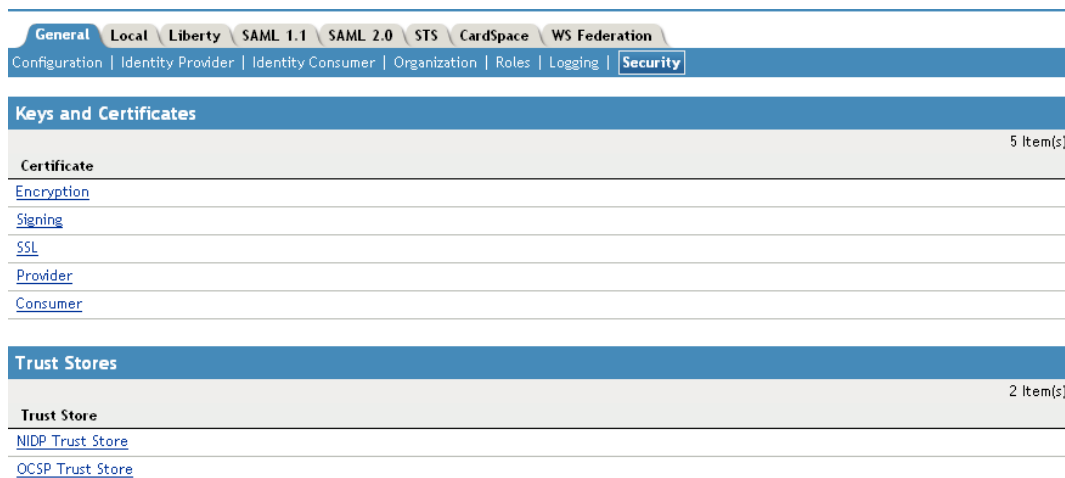 General Local Liberty SAML 1.1 SAML 2.0 STS CardSpace WS Federation
Configuration | Identity Provider | Identity Consumer | Organization | Roles | Logging | Security
Keys and Certificates
5 Item(s)
Certificate
Encryption
Signing
SSL
Provider
Consumer
Trust Stores
2 Item(s)
Trust Store
NIDP Trust Store
OCSP Trust Store